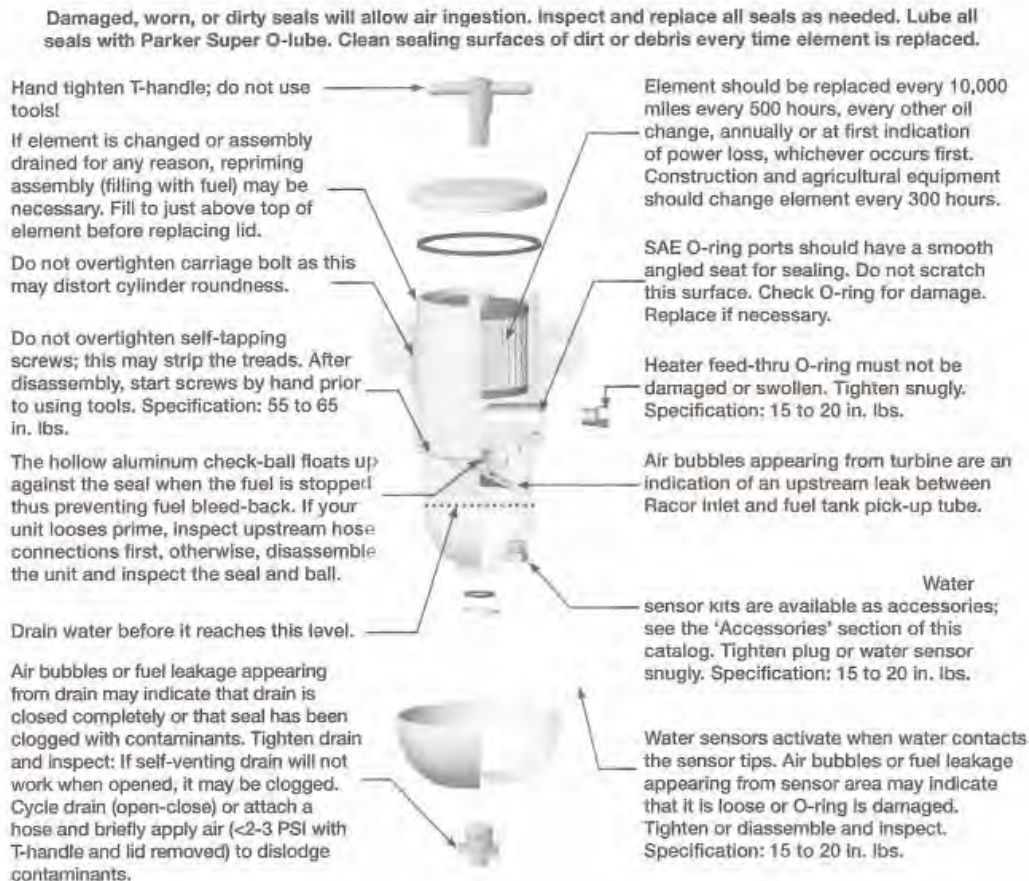 Damaged, worn, or dirty seals will allow air ingestion. Inspect and replace all seals as needed. Lube all
seals with Parker Super O-lube. Clean sealing surfaces of dirt or debris every time element is replaced.
Hand tighten T-handle; do not use
tools!
If element is changed or assembly
drained for any reason, repriming
assembly (filling with fuel) may be
necessary. Fill to just above top of
element before replacing lid.
Do not overtighten carriage bolt as this
may distort cylinder roundness.
Do not overtighten self-tapping
screws; this may strip the treads. After
disassembly, start screws by hand prior
to using tools. Specification: 55 to 65
in. lbs.
The hollow aluminum check-ball floats up
against the seal when the fuel is stopped
thus preventing fuel bleed-back. If your
unit looses prime, inspect upstream hose
connections first, otherwise, disassemble
the unit and inspect the seal and ball.
Drain water before it reaches this level.
Air bubbles or fuel leakage appearing
from drain may indicate that drain is
closed completely or that seal has been
clogged with contaminants. Tighten drain
and inspect: If self-venting drain will not
work when opened, it may be clogged.
Cycle drain (open-close) or attach a
hose and briefly apply air (<2-3 PSI with
T-handle and lid removed) to dislodge
contaminants.
Element should be replaced every 10,000
miles every 500 hours, every other oil
change, annually or at first indication
of power loss, whichever occurs first.
Construction and agricultural equipment
should change element every 300 hours.
SAE O-ring ports should have a smooth
angled seat for sealing. Do not scratch
this surface. Check O-ring for damage.
Replace if necessary.
Heater feed-thru O-ring must not be
damaged or swollen. Tighten snugly.
Specification: 15 to 20 in. lbs.
Air bubbles appearing from turbine are an
indication of an upstream leak between
Racor inlet and fuel tank pick-up tube.
Water
sensor kits are available as accessories;
see the 'Accessories' section of this
catalog. Tighten plug or water sensor
snugly. Specification: 15 to 20 in. lbs.
Water sensors activate when water contacts
the sensor tips. Air bubbles or fuel leakage
appearing from sensor area may indicate
that it is loose or O-ring is damaged.
Tighten or diassemble and inspect.
Specification: 15 to 20 in. lbs.